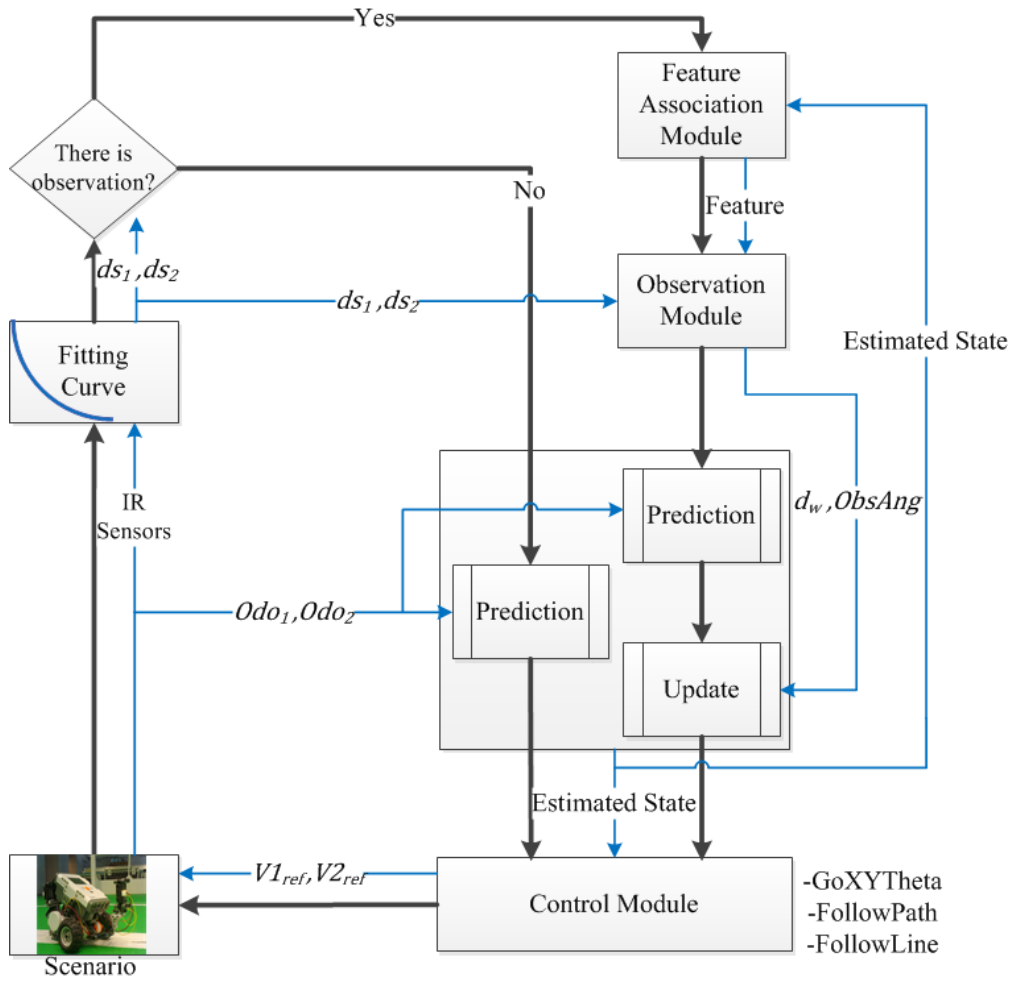 Yes
Feature
Association
Module
There is
observation?
No
Feature
ds1,ds2
ds1,ds2
Observation
Module
Estimated State
Fitting
Curve
IR
Sensors
Prediction
dw,ObsAng
Odo1,Odo2
Prediction
Update
Estimated State
V1ref,V2ref
Control Module
-GoXYTheta
-FollowPath
-FollowLine
Scenario